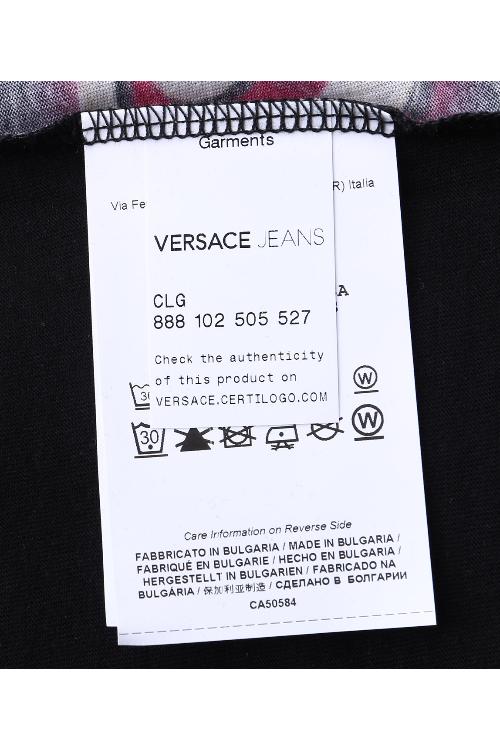 Garments
Via Fe
R) Italia
VERSACE JEANS
A
CLG
888 102 505 527
Check the authenticity
of this product on
VERSACE.CERTILOGO.COM
W
30
W
Care Information on Reverse Side
FABBRICATO IN BULGARIA / MADE IN BULGARIA /
FABRIQUÉ EN BULGARIE / HECHO EN BULGARIA /
HERGESTELLT IN BULGARIEN / FABRICADO NA
BULGÁRIA / 保加利亚制造 / СДЕЛАНО В БОЛГАРИИ
CA50584